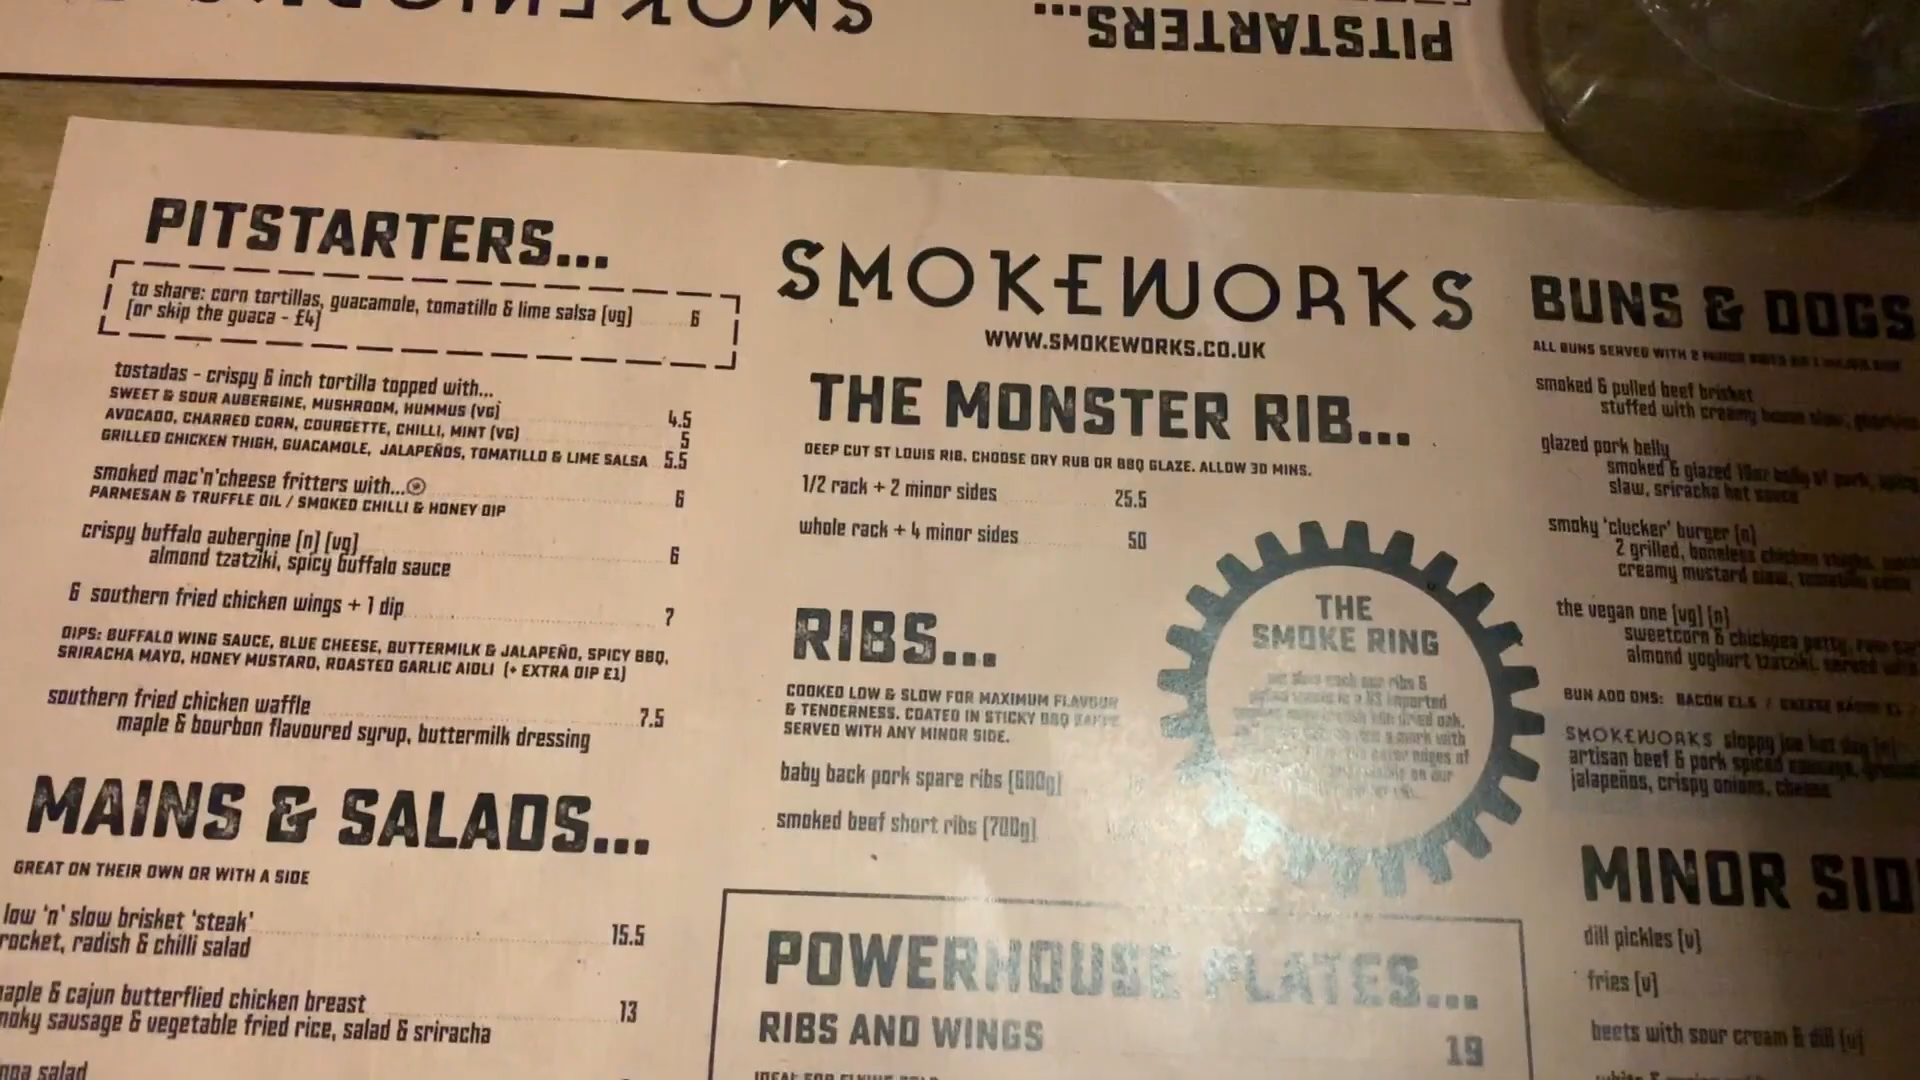 SMOKEWORKS
PITSTARTERS...
PITSTARTERS...
to share: corn tortillas, guacamole, tomatillo & lime salsa [vg] 6
[or skip the guaca - £4]
tostadas - crispy 6 inch tortilla topped with...
SWEET & SOUR AUBERGINE, MUSHROOM, HUMMUS [VG] 4.5
AVOCADO, CHARRED CORN, COURGETTE, CHILLI, MINT [VG] 5
GRILLED CHICKEN THIGH, GUACAMOLE, JALAPEÑOS, TOMATILLO & LIME SALSA 5.5
smoked mac'n'cheese fritters with... 6
PARMESAN & TRUFFLE OIL / SMOKED CHILLI & HONEY DIP
crispy buffalo aubergine [n] [vg] 6
almond tzatziki, spicy buffalo sauce
6 southern fried chicken wings + 1 dip 7
DIPS: BUFFALO WING SAUCE, BLUE CHEESE, BUTTERMILK & JALAPEÑO, SPICY BBQ,
SRIRACHA MAYO, HONEY MUSTARD, ROASTED GARLIC AIOLI [+ EXTRA DIP £1]
southern fried chicken waffle 7.5
maple & bourbon flavoured syrup, buttermilk dressing
MAINS & SALADS...
GREAT ON THEIR OWN OR WITH A SIDE
low 'n' slow brisket 'steak' 15.5
rocket, radish & chilli salad
& cajun butterflied chicken breast 13
sausage & vegetable fried rice, salad & sriracha
salad
SMOKEWORKS
WWW.SMOKEWORKS.CO.UK
THE MONSTER RIB...
DEEP CUT ST LOUIS RIB. CHOOSE DRY RUB OR BBQ GLAZE. ALLOW 30 MINS.
1/2 rack + 2 minor sides 25.5
whole rack + 4 minor sides 50
RIBS...
COOKED LOW & SLOW FOR MAXIMUM FLAVOUR
& TENDERNESS. COATED IN STICKY BBQ
SERVED WITH ANY MINOR SIDE.
baby back pork spare ribs [600g]
smoked beef short ribs [700g]
THE
SMOKE RING
POWERHOUSE PLATES...
RIBS AND WINGS 19
BUNS & DOGS
ALL BUNS SERVED WITH 2
smoked & pulled beef brisket
stuffed with creamy
glazed pork belly
smoked & glazed belly of pork,
slaw, sriracha hot sauce
smoky 'clucker' burger [n]
2 grilled, boneless chicken
creamy mustard slaw,
the vegan one [vg] [n]
sweetcorn & chickpea patty,
almond yoghurt tzatziki, served
BUN ADD ONS: BACON
SMOKEWORKS sloppy joe hot dog
artisan beef & pork spiced sausage,
jalapeños, crispy onions, cheese
MINOR
dill pickles [v]
fries [v]
beets with sour cream & dill [v]